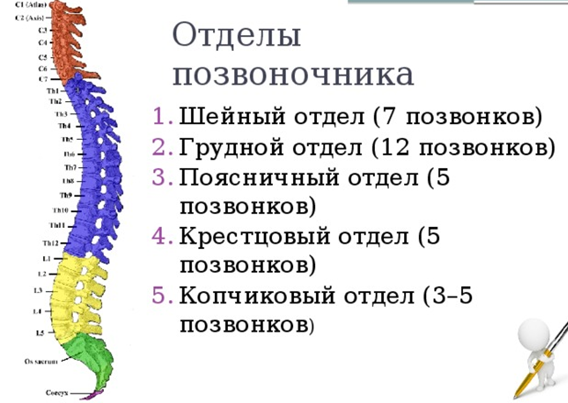 C1 (Atlas)
C2 (Axis)
C3
C4
C5
C6
C7
Th1
Th2
Th3
Th4
Th5
Th6
Th7
Th8
Th9
Th10
Th11
Th12
L1
L2
L3
L4
L5
Os sacrum
Coccyx
Отделы
позвоночника
1. Шейный отдел (7 позвонков)
2. Грудной отдел (12 позвонков)
3. Поясничный отдел (5
позвонков)
4. Крестцовый отдел (5
позвонков)
5. Копчиковый отдел (3–5
позвонков)